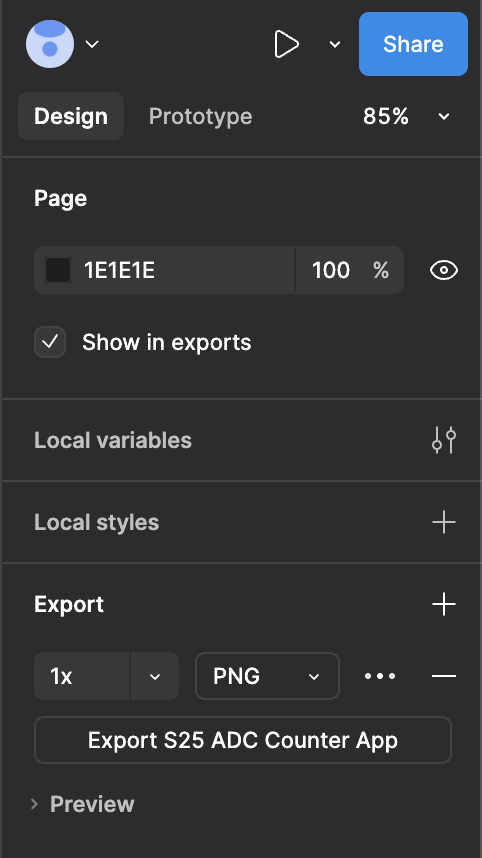 Share
Design Prototype 85%
Page
1E1E1E 100 %
Show in exports
Local variables
Local styles
Export
1x PNG
Export S25 ADC Counter App
Preview